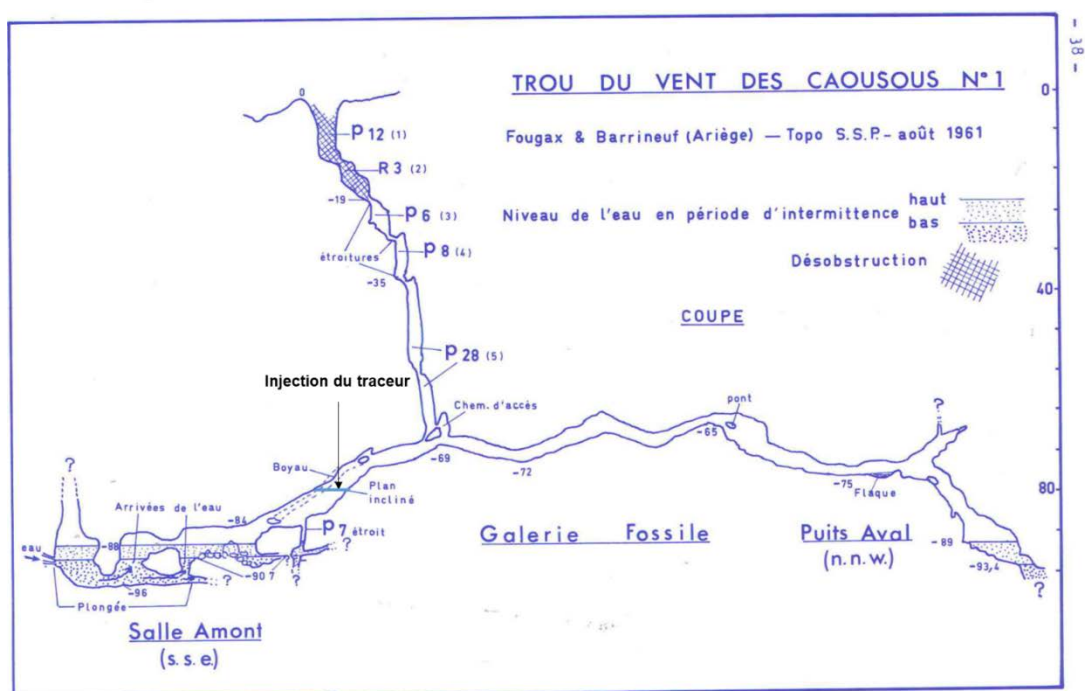 - 38 -
TROU DU VENT DES CAOUSOUS N° 1
Fougax & Barrineuf (Ariège) — Topo S.S.P. - août 1961
Niveau de l'eau en période d'intermittence
haut
bas
Désobstruction
COUPE
0
40
80
0
P 12 (1)
R 3 (2)
-19
P 6 (3)
P 8 (4)
étroitures
-35
P 28 (5)
Injection du traceur
Chem. d'accès
pont
?
-69
-72
-65
-75
Flaque
Boyau
Plan
incliné
?
Arrivées de l'eau
-84
P 7 étroit
?
Galerie Fossile
Puits Aval
(n.n.w.)
-89
-93,4
?
eau
-88
-90 ?
?
-96
?
Plongée
Salle Amont
(s.s.e.)